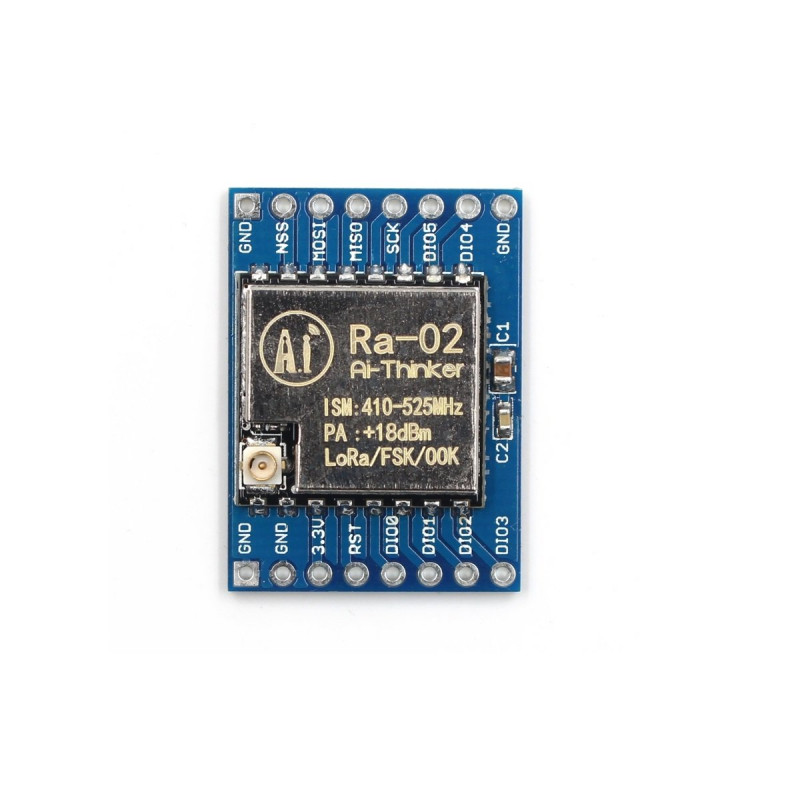 GND NSS MOSI MISO SCK DIO5 DIO4 GND
C1
A.i
Ra-02
Ai-Thinker
ISM:410-525MHz
PA :+18dBm
LoRa/FSK/OOK
C2
GND GND 3.3V RST DIO0 DIO1 DIO2 DIO3